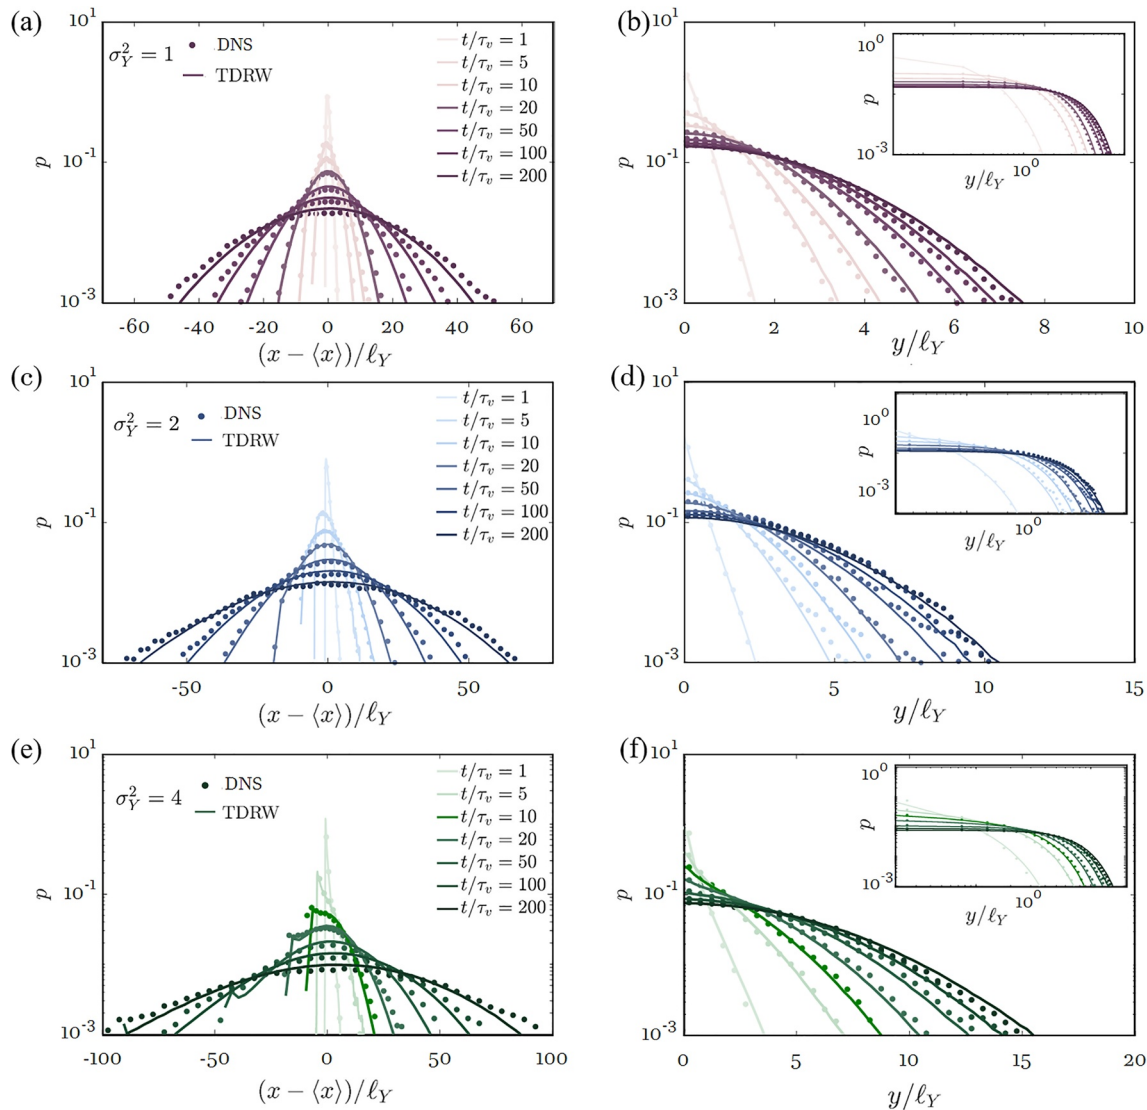 (a)
10^1
10^-1
10^-3
p
σ_Y^2 = 1
DNS
TDRW
t/τ_v = 1
t/τ_v = 5
t/τ_v = 10
t/τ_v = 20
t/τ_v = 50
t/τ_v = 100
t/τ_v = 200
-60 -40 -20 0 20 40 60
(x − ⟨x⟩)/ℓ_Y
(b)
10^1
10^-1
10^-3
p
0 2 4 6 8 10
y/ℓ_Y
10^0
10^-3
p
10^0
y/ℓ_Y
(c)
10^1
10^-1
10^-3
p
σ_Y^2 = 2
DNS
TDRW
t/τ_v = 1
t/τ_v = 5
t/τ_v = 10
t/τ_v = 20
t/τ_v = 50
t/τ_v = 100
t/τ_v = 200
-50 0 50
(x − ⟨x⟩)/ℓ_Y
(d)
10^1
10^-1
10^-3
p
0 5 10 15
y/ℓ_Y
10^0
10^-3
p
10^0
y/ℓ_Y
(e)
10^1
10^-1
10^-3
p
σ_Y^2 = 4
DNS
TDRW
t/τ_v = 1
t/τ_v = 5
t/τ_v = 10
t/τ_v = 20
t/τ_v = 50
t/τ_v = 100
t/τ_v = 200
-100 -50 0 50 100
(x − ⟨x⟩)/ℓ_Y
(f)
10^1
10^-1
10^-3
p
0 5 10 15 20
y/ℓ_Y
10^0
10^-3
p
10^0
y/ℓ_Y